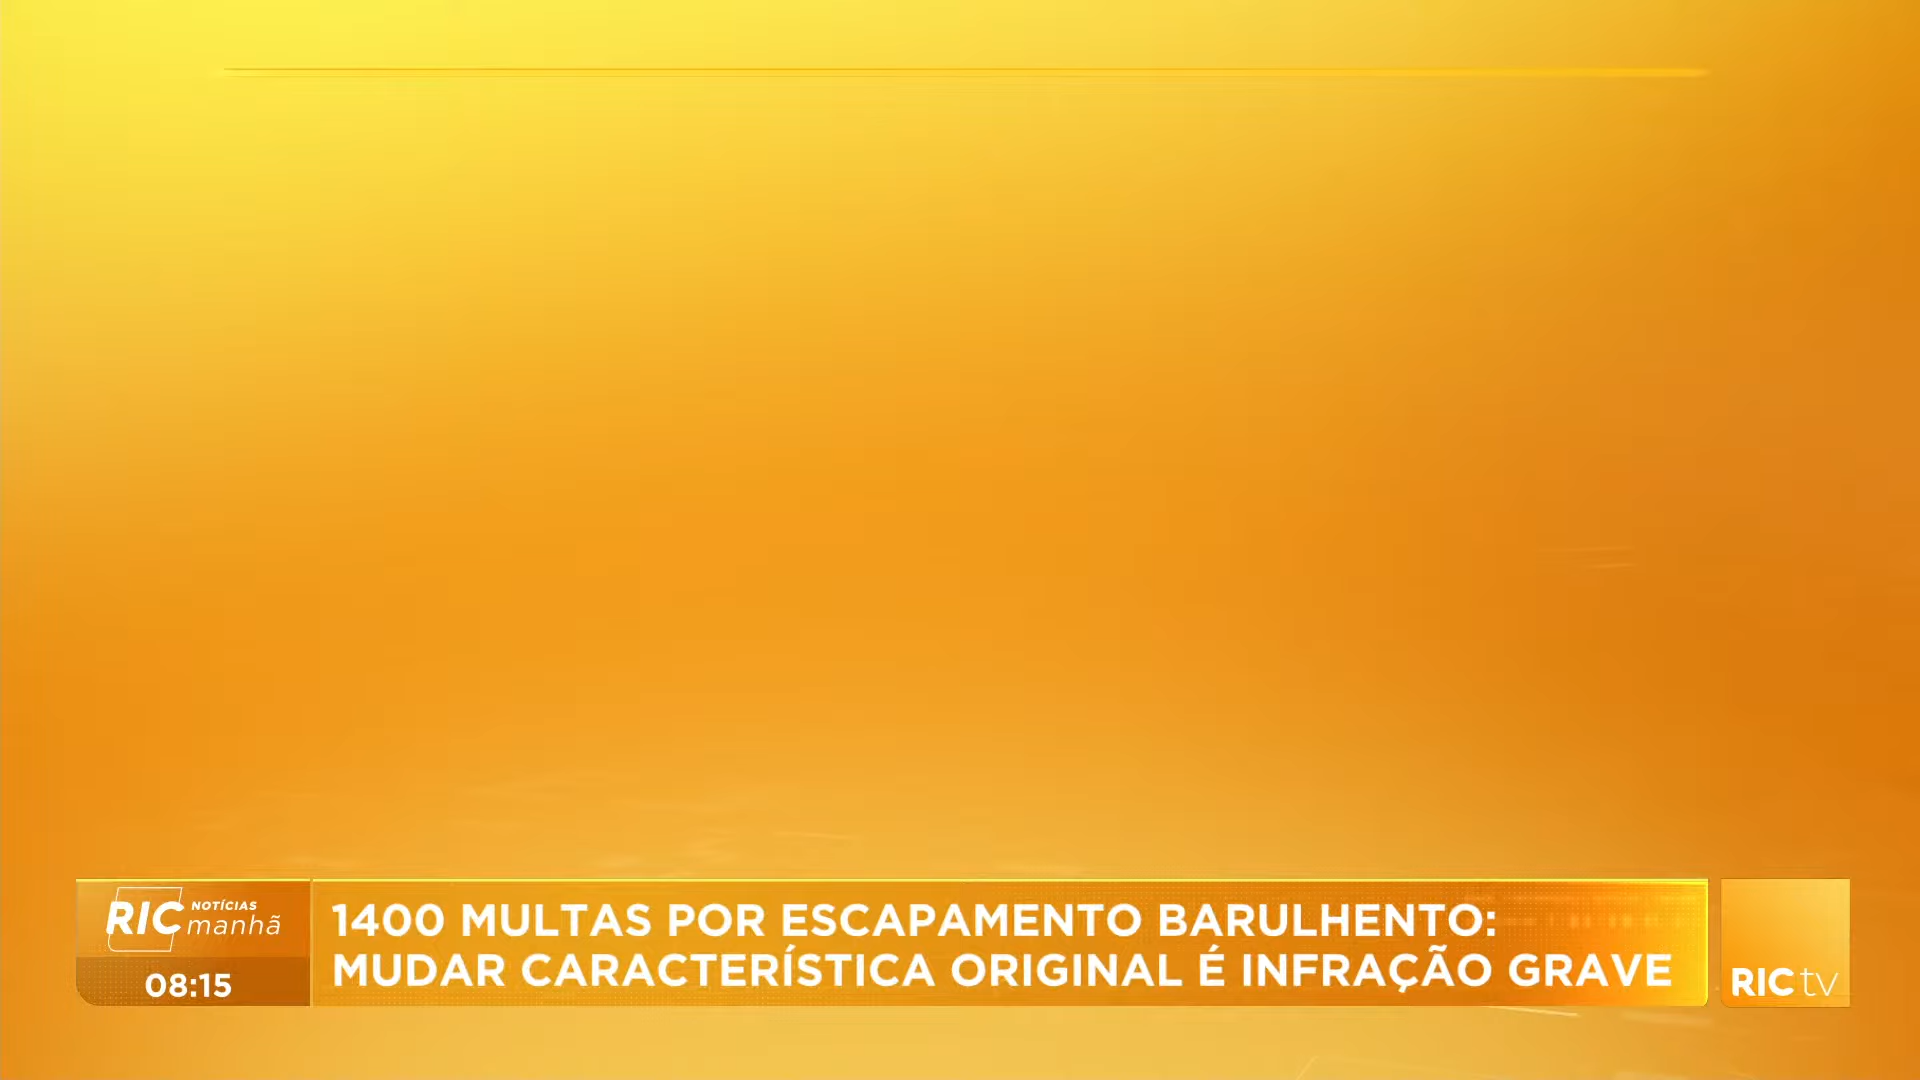 RIC NOTÍCIAS
manhã
08:15
1400 MULTAS POR ESCAPAMENTO BARULHENTO:
MUDAR CARACTERÍSTICA ORIGINAL É INFRAÇÃO GRAVE
RIC tv